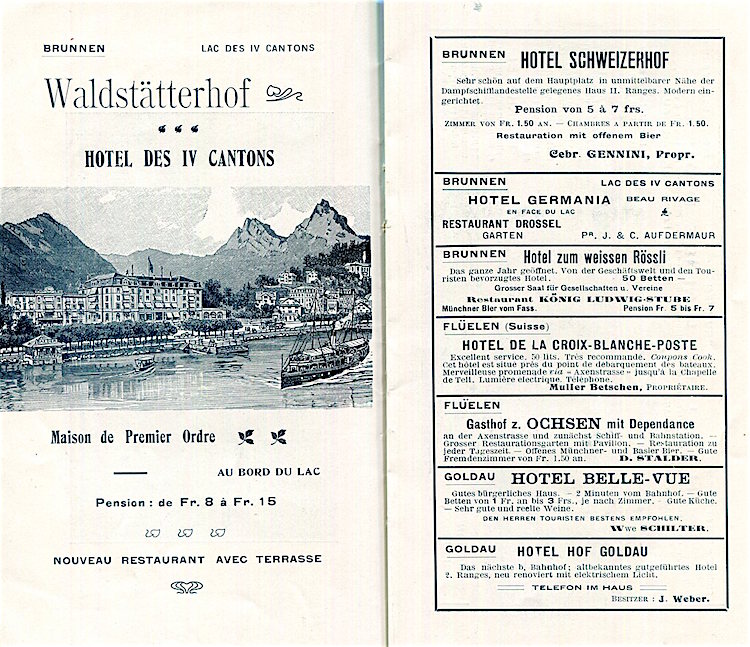 BRUNNEN LAC DES IV CANTONS
Waldstätterhof
HOTEL DES IV CANTONS
Maison de Premier Ordre
AU BORD DU LAC
Pension : de Fr. 8 à Fr. 15
NOUVEAU RESTAURANT AVEC TERRASSE
BRUNNEN HOTEL SCHWEIZERHOF
Sehr schön auf dem Hauptplatz in unmittelbarer Nähe der
Dampfschifflandestelle gelegenes Haus II. Ranges. Modern ein-
gerichtet.
Pension von 5 à 7 frs.
ZIMMER VON FR. 1.50 AN. — CHAMBRES A PARTIR DE FR. 1.50.
Restauration mit offenem Bier
Gebr. GENNINI, Propr.
BRUNNEN LAC DES IV CANTONS
HOTEL GERMANIA BEAU RIVAGE
EN FACE DU LAC
RESTAURANT DROSSEL
GARTEN PR. J. & C. AUFDERMAUR
BRUNNEN Hotel zum weissen Rössli
Das ganze Jahr geöffnet. Von der Geschäftswelt und den Tou-
risten bevorzugtes Hotel. 50 Betten —
Grosser Saal für Gesellschaften u. Vereine
Restaurant KÖNIG LUDWIG-STUBE
Münchner Bier vom Fass. Pension Fr. 5 bis Fr. 7
FLÜELEN (Suisse)
HOTEL DE LA CROIX-BLANCHE-POSTE
Excellent service. 50 lits. Très recommandé. Coupons Cook.
Cet hôtel est situé près du point de débarquement des bateaux.
Merveilleuse promenade via « Axenstrasse » jusqu'à la Chapelle
de Tell. Lumière electrique. Téléphone.
Muller Betschen, PROPRIÉTAIRE.
FLÜELEN
Gasthof z. OCHSEN mit Dependance
an der Axenstrasse und zunächst Schiff- und Bahnstation. —
Grosser Restaurationsgarten mit Pavillon. — Restauration zu
jeder Tageszeit. — Offenes Münchner- und Basler Bier. — Gute
Fremdenzimmer von Fr. 1.50 an. D. STALDER.
GOLDAU HOTEL BELLE-VUE
Gutes bürgerliches Haus. — 2 Minuten vom Bahnhof. — Gute
Betten von 1 Fr. an bis 3 Frs., je nach Zimmer. — Gute Küche.
— Sehr gute und reelle Weine.
DEN HERREN TOURISTEN BESTENS EMPFOHLEN,
Wwe SCHILTER.
GOLDAU HOTEL HOF GOLDAU
Das nächste b. Bahnhof; altbekanntes gutgeführtes Hotel
2. Ranges, neu renoviert mit elektrischem Licht.
TELEFON IM HAUS
BESITZER : J. Weber.